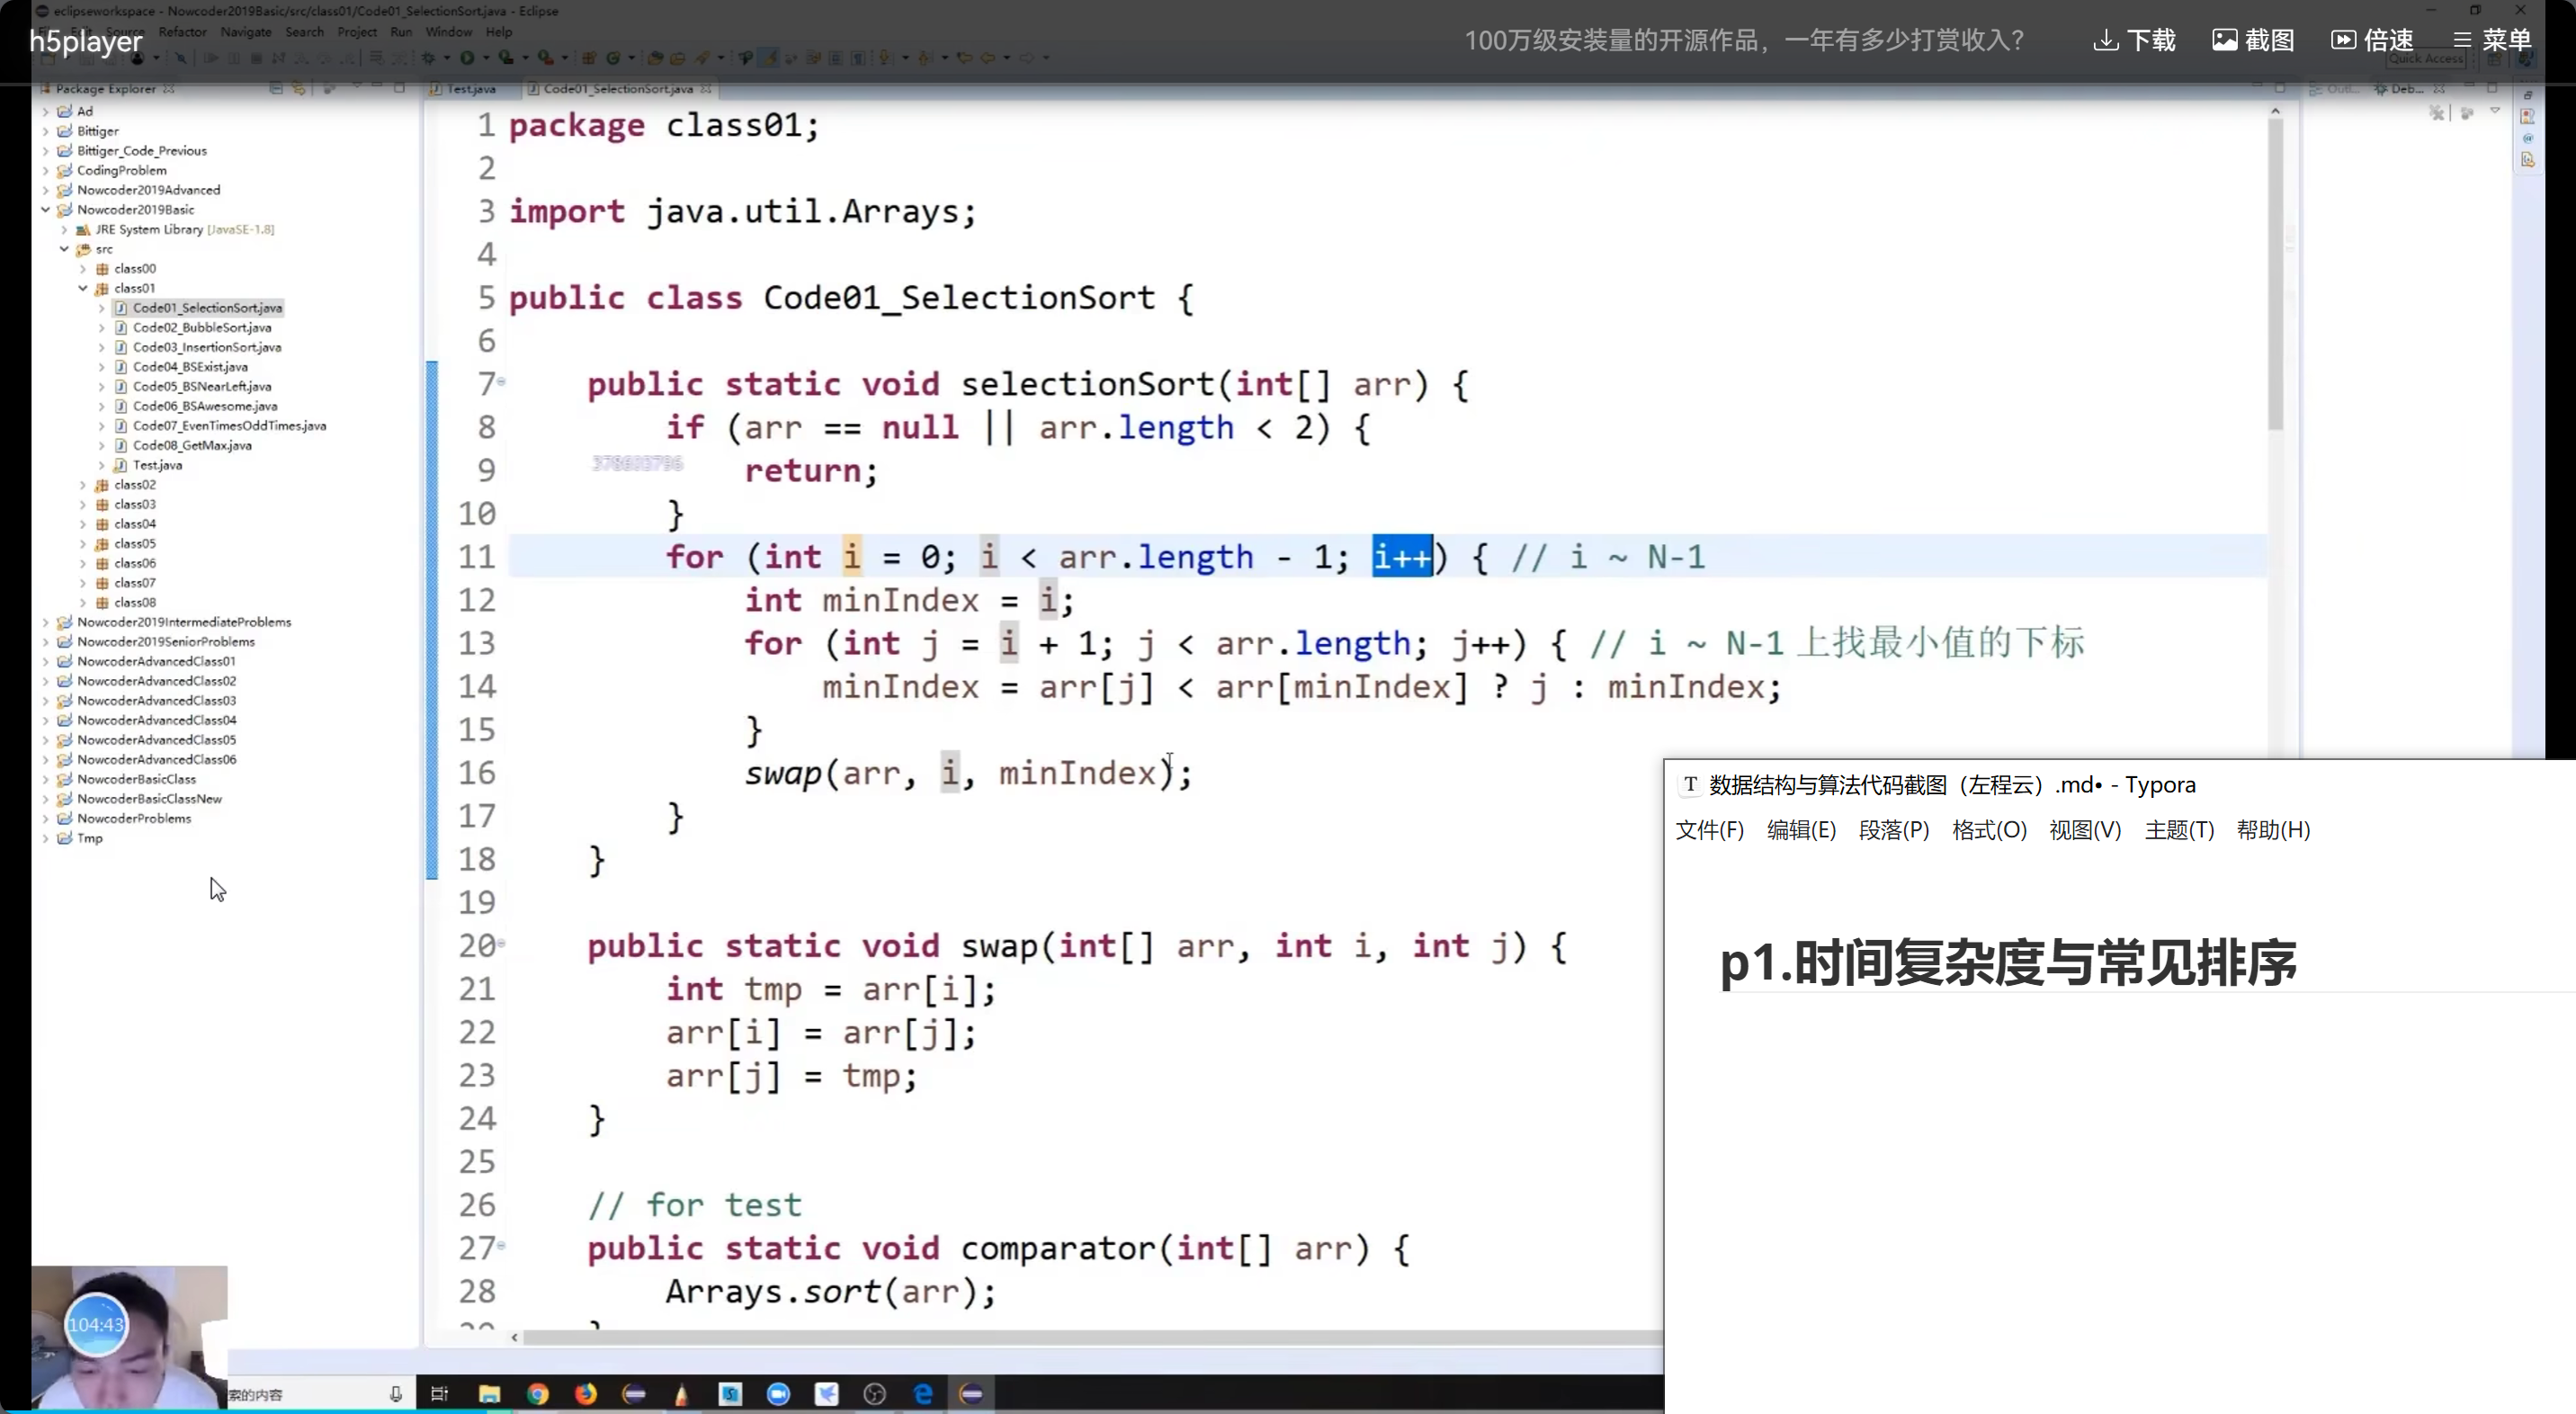 eclipseworkspace - Nowcoder2019Basic/src/class01/Code01_SelectionSort.java - Eclipse
Source Refactor Navigate Search Project Run Window Help
h5player
100万级安装量的开源作品，一年有多少打赏收入？
下载
截图
倍速
菜单
Quick Access
Package Explorer
Ad
Bittiger
Bittiger_Code_Previous
CodingProblem
Nowcoder2019Advanced
Nowcoder2019Basic
JRE System Library [JavaSE-1.8]
src
class00
class01
Code01_SelectionSort.java
Code02_BubbleSort.java
Code03_InsertionSort.java
Code04_BSExist.java
Code05_BSNearLeft.java
Code06_BSAwesome.java
Code07_EvenTimesOddTimes.java
Code08_GetMax.java
Test.java
class02
class03
class04
class05
class06
class07
class08
Nowcoder2019IntermediateProblems
Nowcoder2019SeniorProblems
NowcoderAdvancedClass01
NowcoderAdvancedClass02
NowcoderAdvancedClass03
NowcoderAdvancedClass04
NowcoderAdvancedClass05
NowcoderAdvancedClass06
NowcoderBasicClass
NowcoderBasicClassNew
NowcoderProblems
Tmp
Test.java
Code01_SelectionSort.java
Out...
Deb...
1 package class01;
2
3 import java.util.Arrays;
4
5 public class Code01_SelectionSort {
6
7 public static void selectionSort(int[] arr) {
8 if (arr == null || arr.length < 2) {
9 return;
10 }
11 for (int i = 0; i < arr.length - 1; i++) { // i ~ N-1
12 int minIndex = i;
13 for (int j = i + 1; j < arr.length; j++) { // i ~ N-1 上找最小值的下标
14 minIndex = arr[j] < arr[minIndex] ? j : minIndex;
15 }
16 swap(arr, i, minIndex);
17 }
18 }
19
20 public static void swap(int[] arr, int i, int j) {
21 int tmp = arr[i];
22 arr[i] = arr[j];
23 arr[j] = tmp;
24 }
25
26 // for test
27 public static void comparator(int[] arr) {
28 Arrays.sort(arr);
数据结构与算法代码截图（左程云）.md• - Typora
文件(F) 编辑(E) 段落(P) 格式(O) 视图(V) 主题(T) 帮助(H)
p1.时间复杂度与常见排序
104:43
索的内容